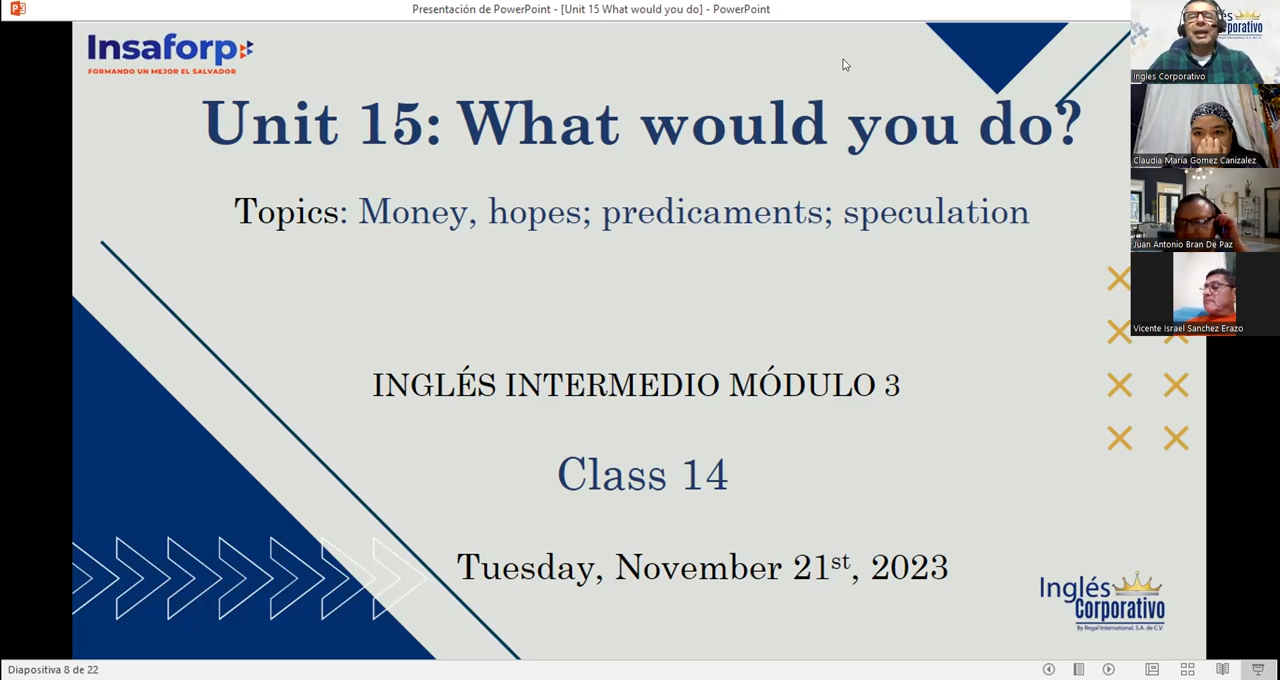 Presentación de PowerPoint - [Unit 15 What would you do] - PowerPoint
Insaforp
FORMANDO UN MEJOR EL SALVADOR
Unit 15: What would you do?
Topics: Money, hopes; predicaments; speculation
INGLÉS INTERMEDIO MÓDULO 3
Class 14
Tuesday, November 21st, 2023
Inglés
Corporativo
By Regal International, S.A. de C.V.
Ingles Corporativo
Claudia María Gomez Canizalez
Juan Antonio Bran De Paz
Vicente Israel Sanchez Erazo
Diapositiva 8 de 22